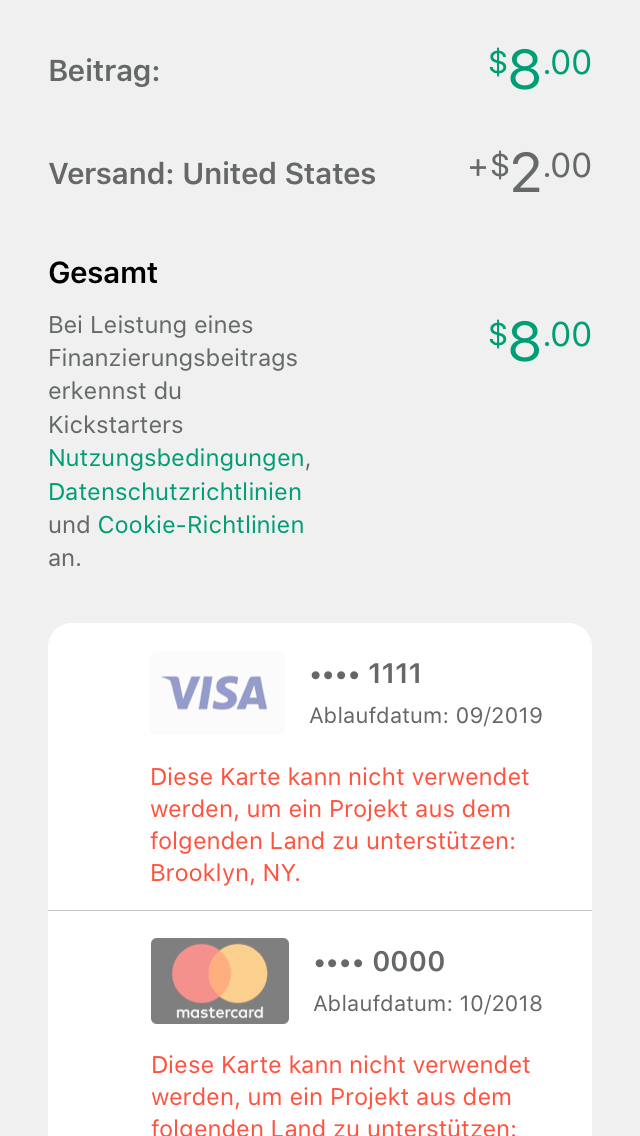 Beitrag: $8.00
Versand: United States +$2.00
Gesamt
Bei Leistung eines
Finanzierungsbeitrags
erkennst du
Kickstarters
Nutzungsbedingungen,
Datenschutzrichtlinien
und Cookie-Richtlinien
an.
$8.00
VISA
•••• 1111
Ablaufdatum: 09/2019
Diese Karte kann nicht verwendet
werden, um ein Projekt aus dem
folgenden Land zu unterstützen:
Brooklyn, NY.
mastercard
•••• 0000
Ablaufdatum: 10/2018
Diese Karte kann nicht verwendet
werden, um ein Projekt aus dem
folgenden Land zu unterstützen: